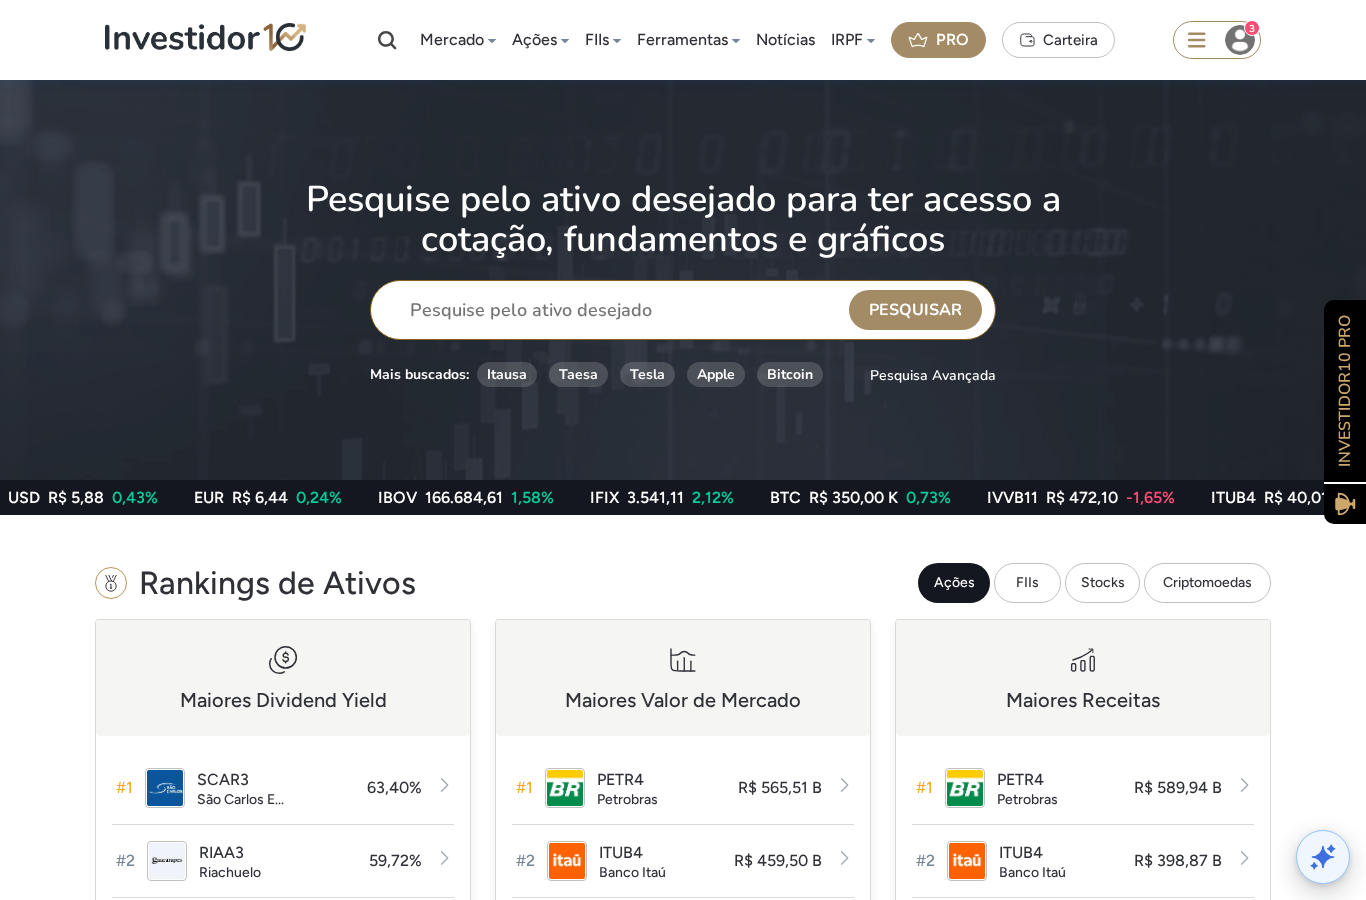 Investidor10
Mercado Ações FIIs Ferramentas Notícias IRPF PRO Carteira 3
Pesquise pelo ativo desejado para ter acesso a
cotação, fundamentos e gráficos
Pesquise pelo ativo desejado PESQUISAR
Mais buscados: Itausa Taesa Tesla Apple Bitcoin Pesquisa Avançada
INVESTIDOR10 PRO
USD R$ 5,88 0,43% EUR R$ 6,44 0,24% IBOV 166.684,61 1,58% IFIX 3.541,11 2,12% BTC R$ 350,00 K 0,73% IVVB11 R$ 472,10 -1,65% ITUB4 R$ 40,01
Rankings de Ativos
Ações FIIs Stocks Criptomoedas
Maiores Dividend Yield
#1 SCAR3 63,40%
São Carlos E...
#2 RIAA3 59,72%
Riachuelo
Maiores Valor de Mercado
#1 BR PETR4 R$ 565,51 B
Petrobras
#2 itaú ITUB4 R$ 459,50 B
Banco Itaú
Maiores Receitas
#1 BR PETR4 R$ 589,94 B
Petrobras
#2 itaú ITUB4 R$ 398,87 B
Banco Itaú